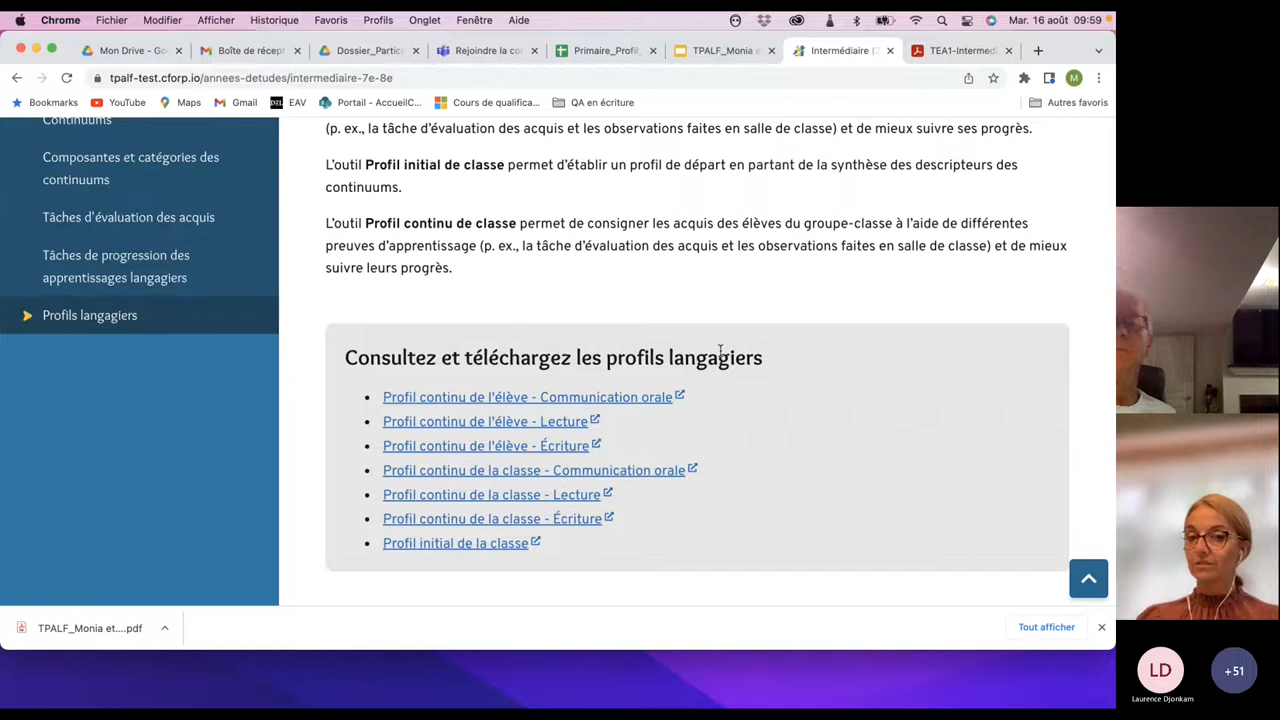 Chrome Fichier Modifier Afficher Historique Favoris Profils Onglet Fenêtre Aide Mar. 16 août 09:59
Mon Drive - Go
Boîte de récept
Dossier_Partic
Rejoindre la co
Primaire_Profil_
TPALF_Monia e
Intermédiaire (7
TEA1-Intermed
tpalf-test.cforp.io/annees-detudes/intermediaire-7e-8e
M
Bookmarks YouTube Maps Gmail EAV Portail - AccueilC... Cours de qualifica... QA en écriture Autres favoris
Continuums
Composantes et catégories des
continuums
Tâches d'évaluation des acquis
Tâches de progression des
apprentissages langagiers
Profils langagiers
(p. ex., la tâche d’évaluation des acquis et les observations faites en salle de classe) et de mieux suivre ses progrès.
L’outil Profil initial de classe permet d’établir un profil de départ en partant de la synthèse des descripteurs des
continuums.
L’outil Profil continu de classe permet de consigner les acquis des élèves du groupe-classe à l’aide de différentes
preuves d’apprentissage (p. ex., la tâche d’évaluation des acquis et les observations faites en salle de classe) et de mieux
suivre leurs progrès.
Consultez et téléchargez les profils langagiers
• Profil continu de l'élève - Communication orale
• Profil continu de l'élève - Lecture
• Profil continu de l'élève - Écriture
• Profil continu de la classe - Communication orale
• Profil continu de la classe - Lecture
• Profil continu de la classe - Écriture
• Profil initial de la classe
TPALF_Monia et....pdf
Tout afficher
LD
+51
Laurence Djonkam